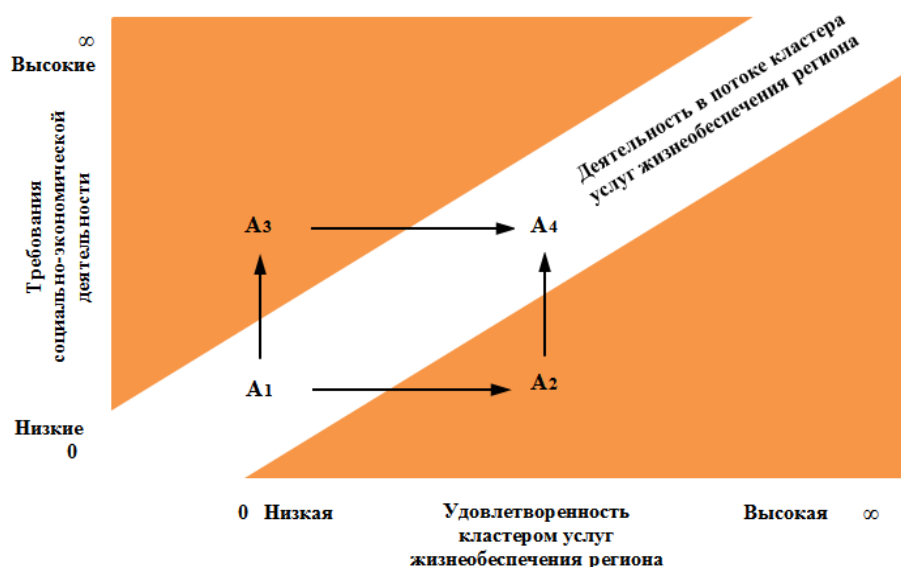 ∞
Высокие
Требования
социально-экономической
деятельности
Низкие
0
Деятельность в потоке кластера
услуг жизнеобеспечения региона
А3
А4
А1
А2
0 Низкая
Удовлетворенность
кластером услуг
жизнеобеспечения региона
Высокая ∞